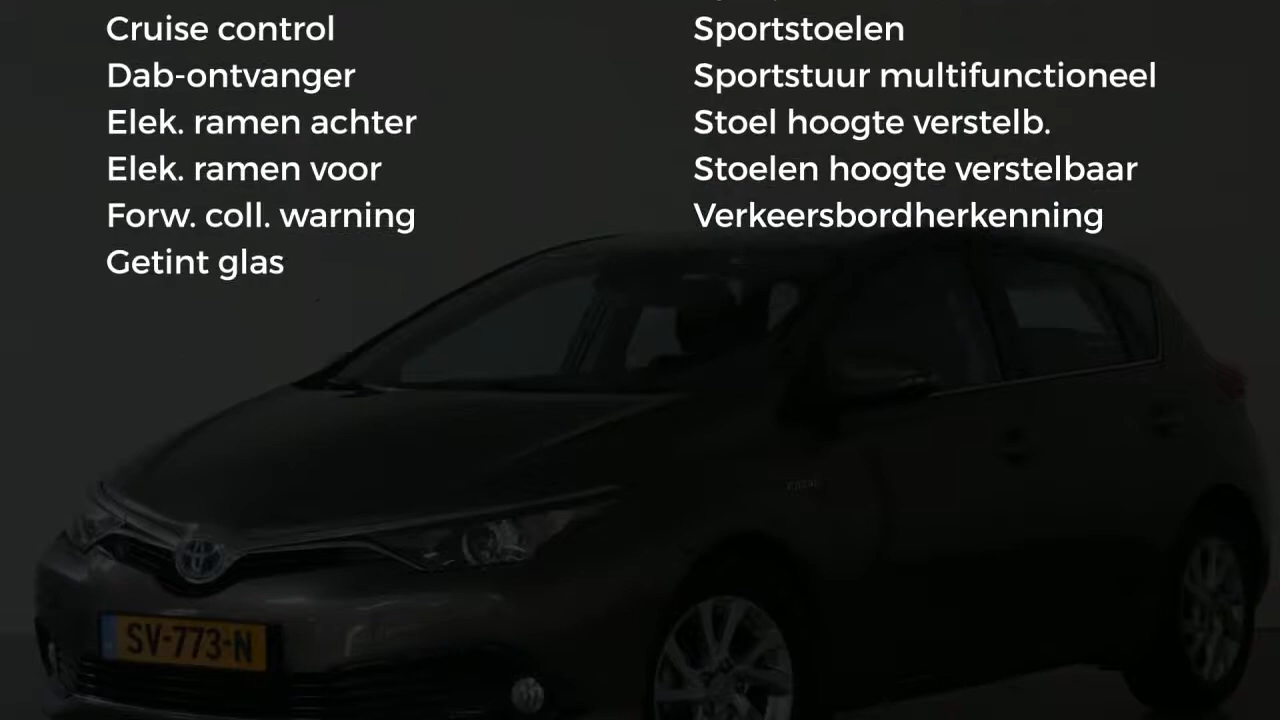 Cruise control
Dab-ontvanger
Elek. ramen achter
Elek. ramen voor
Forw. coll. warning
Getint glas
Sportstoelen
Sportstuur multifunctioneel
Stoel hoogte verstelb.
Stoelen hoogte verstelbaar
Verkeersbordherkenning
SV-773-N